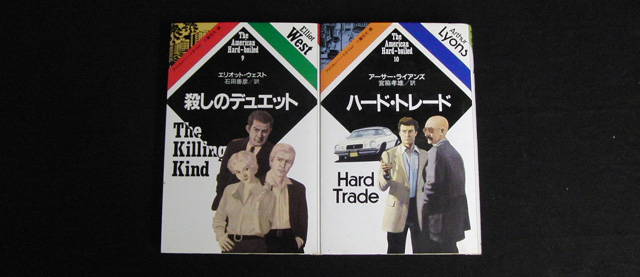 The
American
Hard-boiled
9
Elliot
West
エリオット・ウェスト
石田善彦／訳
殺しのデュエット
The
Killing
Kind
The
American
Hard-boiled
10
Arthur
Lyons
アーサー・ライアンズ
宮脇孝雄／訳
ハード・トレード
Hard
Trade